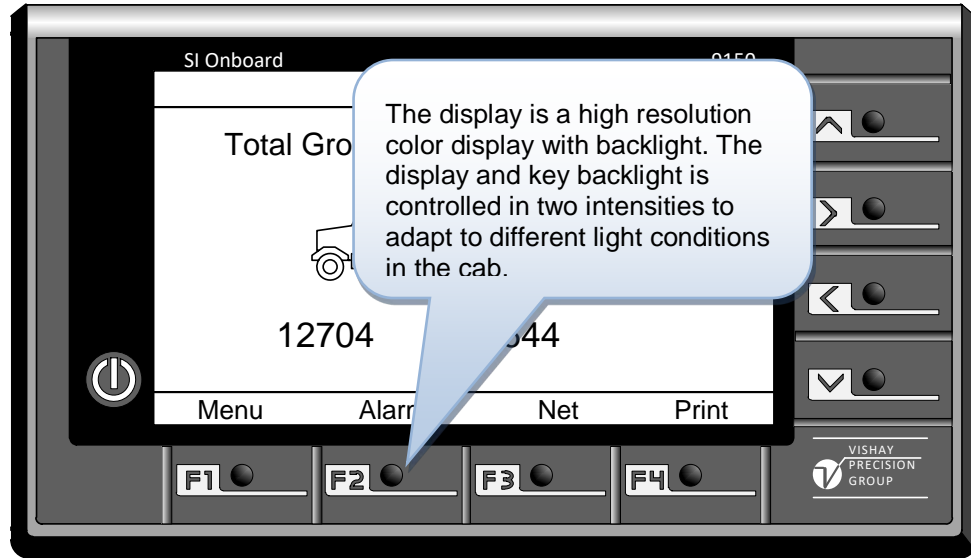 SI Onboard
Total
The display is a high resolution
color display with backlight. The
display and key backlight is
controlled in two intensities to
adapt to different light conditions
in the cab.
12704
Menu Net Print
F1 F2 F3 F4
VISHAY
PRECISION
GROUP